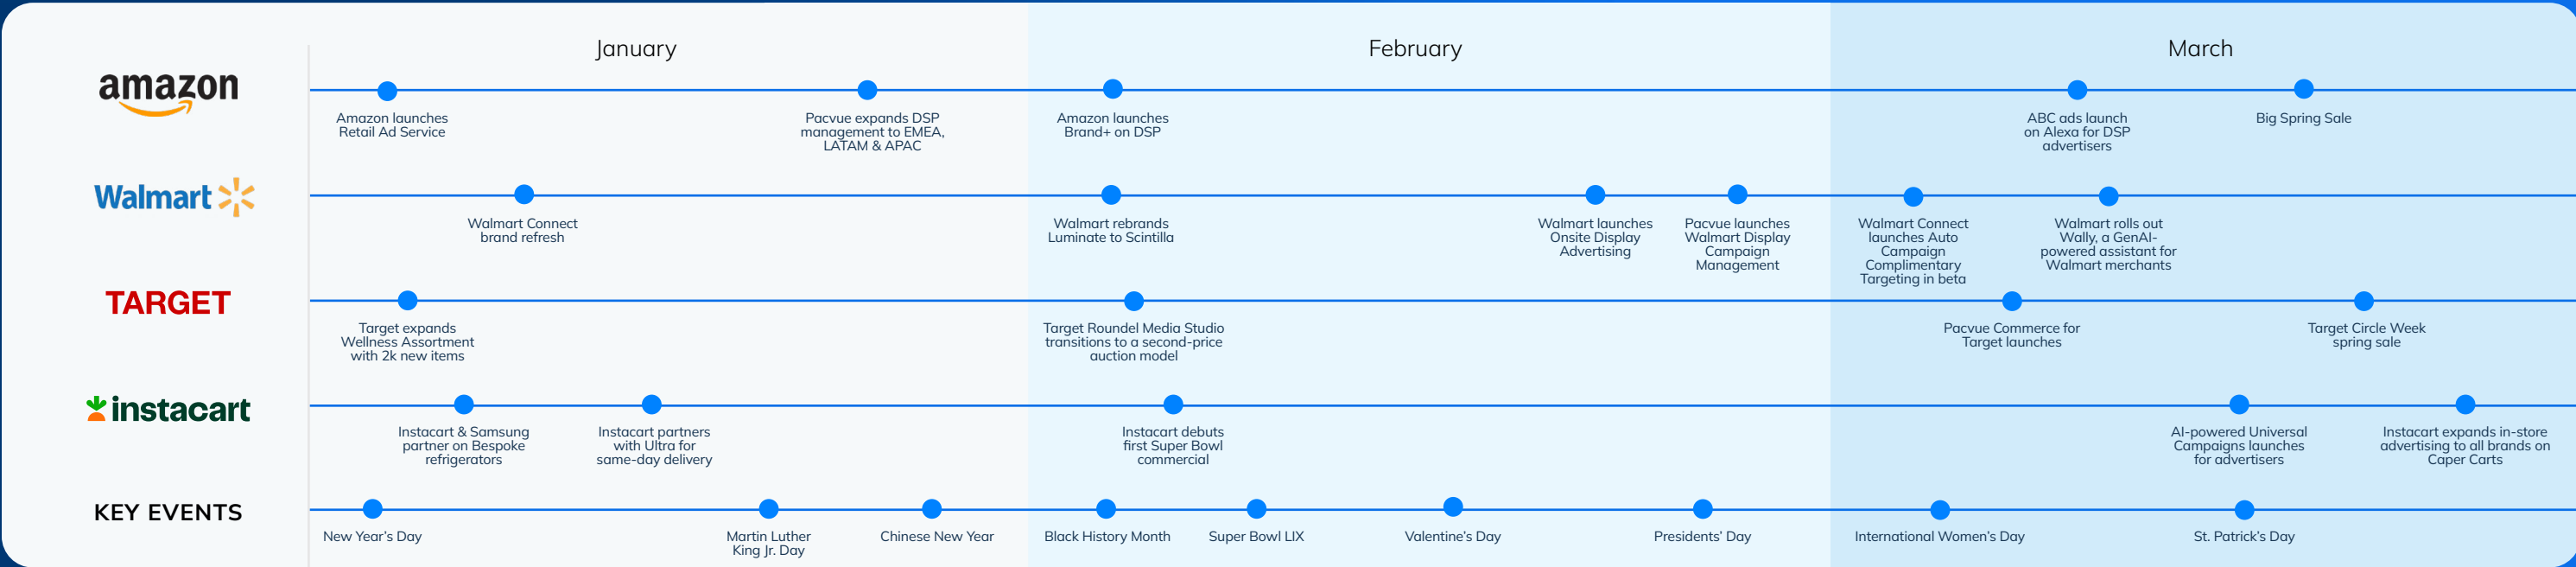 January
February
March
amazon
Amazon launches
Retail Ad Service
Pacvue expands DSP
management to EMEA,
LATAM & APAC
Amazon launches
Brand+ on DSP
ABC ads launch
on Alexa for DSP
advertisers
Big Spring Sale
Walmart
Walmart Connect
brand refresh
Walmart rebrands
Luminate to Scintilla
Walmart launches
Onsite Display
Advertising
Pacvue launches
Walmart Display
Campaign
Management
Walmart Connect
launches Auto
Campaign
Complimentary
Targeting in beta
Walmart rolls out
Wally, a GenAI-
powered assistant for
Walmart merchants
TARGET
Target expands
Wellness Assortment
with 2k new items
Target Roundel Media Studio
transitions to a second-price
auction model
Pacvue Commerce for
Target launches
Target Circle Week
spring sale
instacart
Instacart & Samsung
partner on Bespoke
refrigerators
Instacart partners
with Ultra for
same-day delivery
Instacart debuts
first Super Bowl
commercial
AI-powered Universal
Campaigns launches
for advertisers
Instacart expands in-store
advertising to all brands on
Caper Carts
KEY EVENTS
New Year's Day
Martin Luther
King Jr. Day
Chinese New Year
Black History Month
Super Bowl LIX
Valentine's Day
Presidents' Day
International Women's Day
St. Patrick's Day